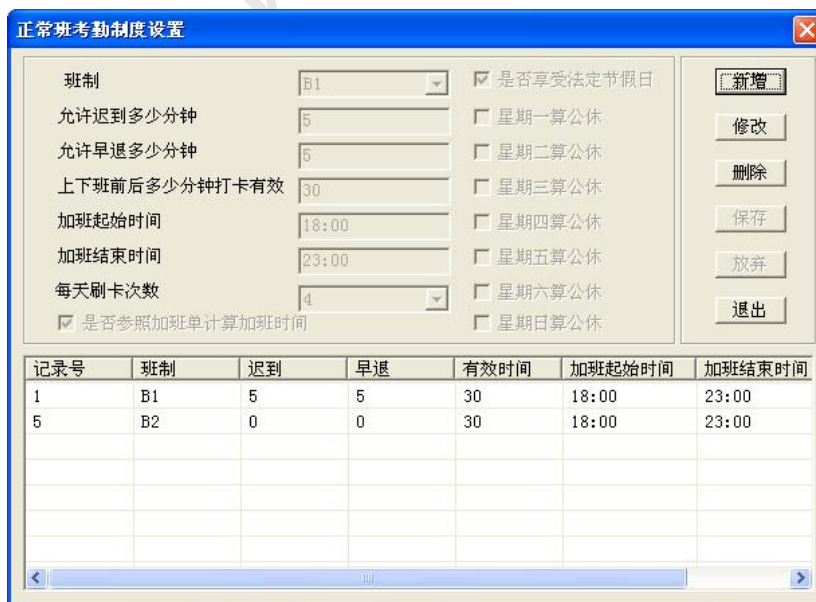 正常班考勤制度设置
班制 B1 是否享受法定节假日 新增
允许迟到多少分钟 5 星期一算公休 修改
允许早退多少分钟 5 星期二算公休 删除
上下班前后多少分钟打卡有效 30 星期三算公休
加班起始时间 18:00 星期四算公休 保存
加班结束时间 23:00 星期五算公休 放弃
每天刷卡次数 4 星期六算公休 退出
是否参照加班单计算加班时间 星期日算公休
记录号 班制 迟到 早退 有效时间 加班起始时间 加班结束时间
1 B1 5 5 30 18:00 23:00
5 B2 0 0 30 18:00 23:00